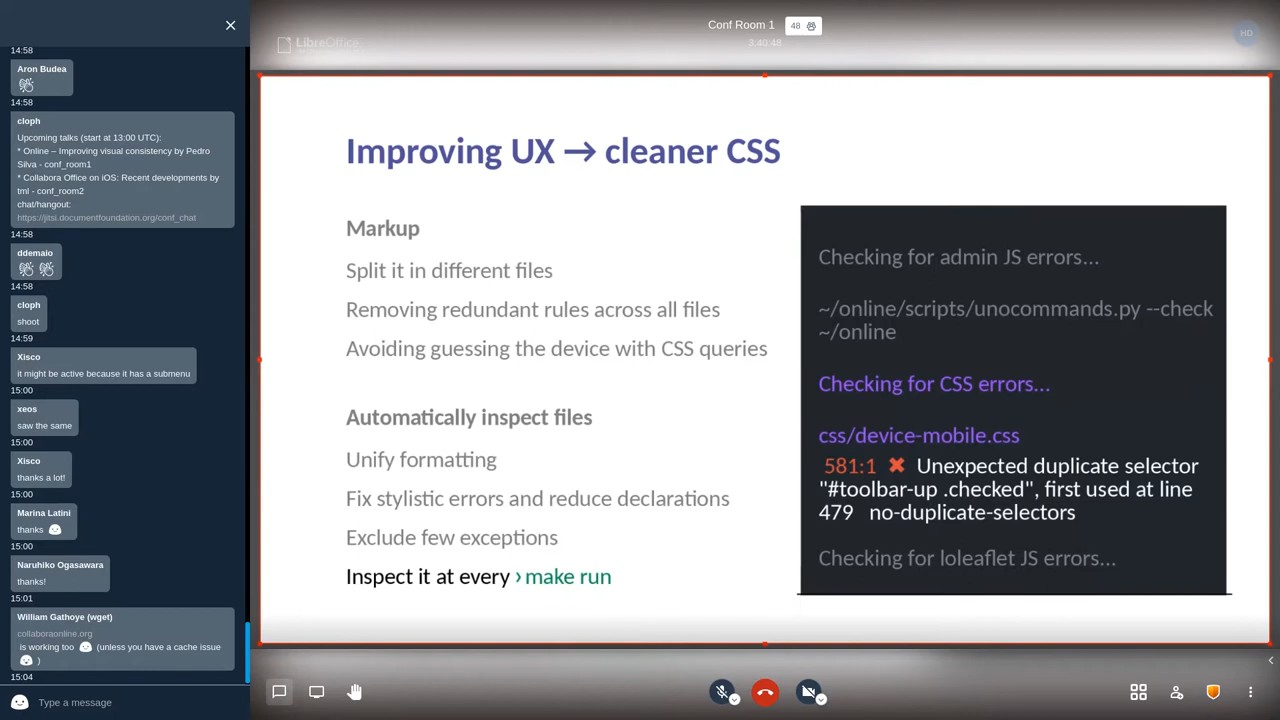 14:58
Aron Budea
14:58
cloph
Upcoming talks (start at 13:00 UTC):
* Online – Improving visual consistency by Pedro
Silva - conf_room1
* Collabora Office on iOS: Recent developments by
tml - conf_room2
chat/hangout:
https://jitsi.documentfoundation.org/conf_chat
14:58
ddemaio
14:58
cloph
shoot
14:59
Xisco
it might be active because it has a submenu
15:00
xeos
saw the same
15:00
Xisco
thanks a lot!
15:00
Marina Latini
thanks
15:00
Naruhiko Ogasawara
thanks!
15:01
William Gathoye (wget)
collaboraonline.org
is working too (unless you have a cache issue
)
15:04
Type a message
Conf Room 1 48
3:40:48
LibreOffice
HD
Improving UX → cleaner CSS
Markup
Split it in different files
Removing redundant rules across all files
Avoiding guessing the device with CSS queries
Automatically inspect files
Unify formatting
Fix stylistic errors and reduce declarations
Exclude few exceptions
Inspect it at every › make run
Checking for admin JS errors...
~/online/scripts/unocommands.py --check
~/online
Checking for CSS errors...
css/device-mobile.css
581:1 ✖ Unexpected duplicate selector
"#toolbar-up .checked", first used at line
479 no-duplicate-selectors
Checking for loleaflet JS errors...